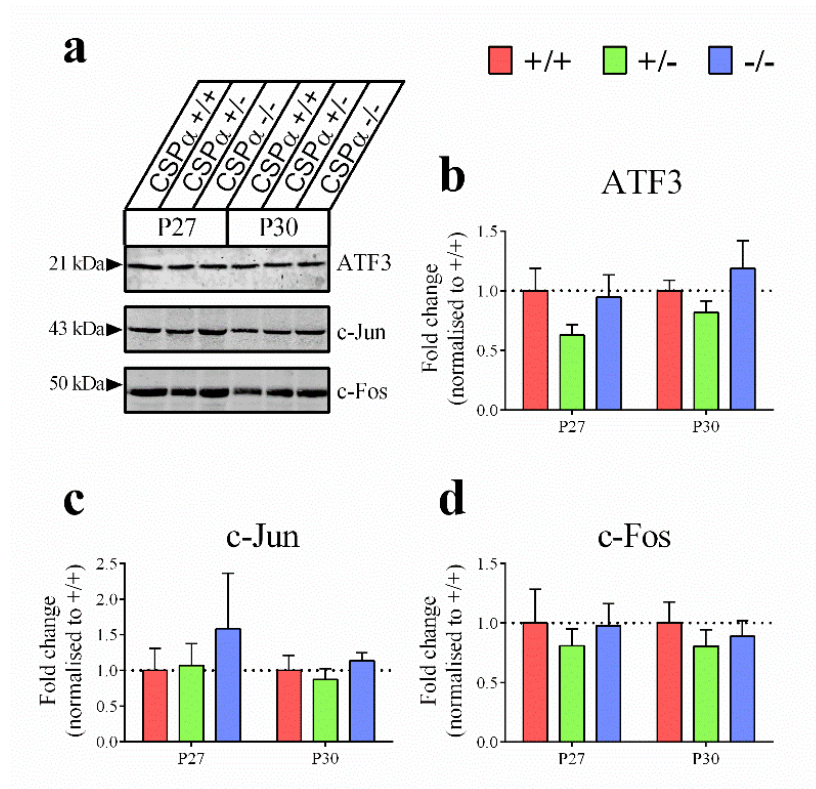 a
+/+ +/- -/-
CSPα +/+
CSPα +/-
CSPα -/-
CSPα +/+
CSPα +/-
CSPα -/-
P27 P30
21 kDa ATF3
43 kDa c-Jun
50 kDa c-Fos
b
ATF3
Fold change
(normalised to +/+)
1.5
1.0
0.5
0.0
P27 P30
c
c-Jun
Fold change
(normalised to +/+)
2.5
2.0
1.5
1.0
0.5
0.0
P27 P30
d
c-Fos
Fold change
(normalised to +/+)
1.5
1.0
0.5
0.0
P27 P30